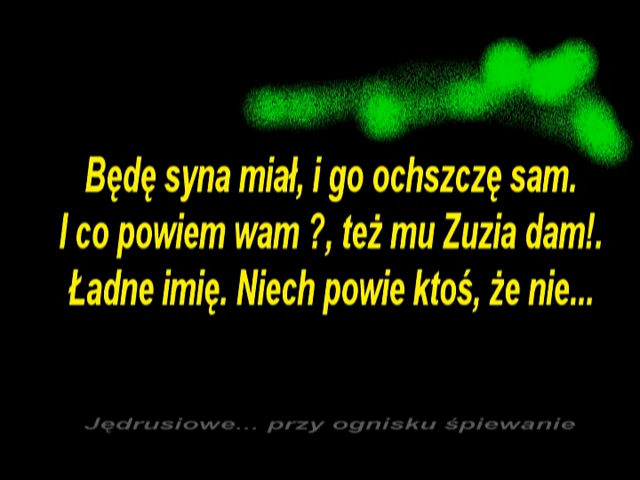 Będę syna miał, i go ochszczę sam.
I co powiem wam ?, też mu Zuzia dam!.
Ładne imię. Niech powie ktoś, że nie...
Jędrusiowe... przy ognisku śpiewanie